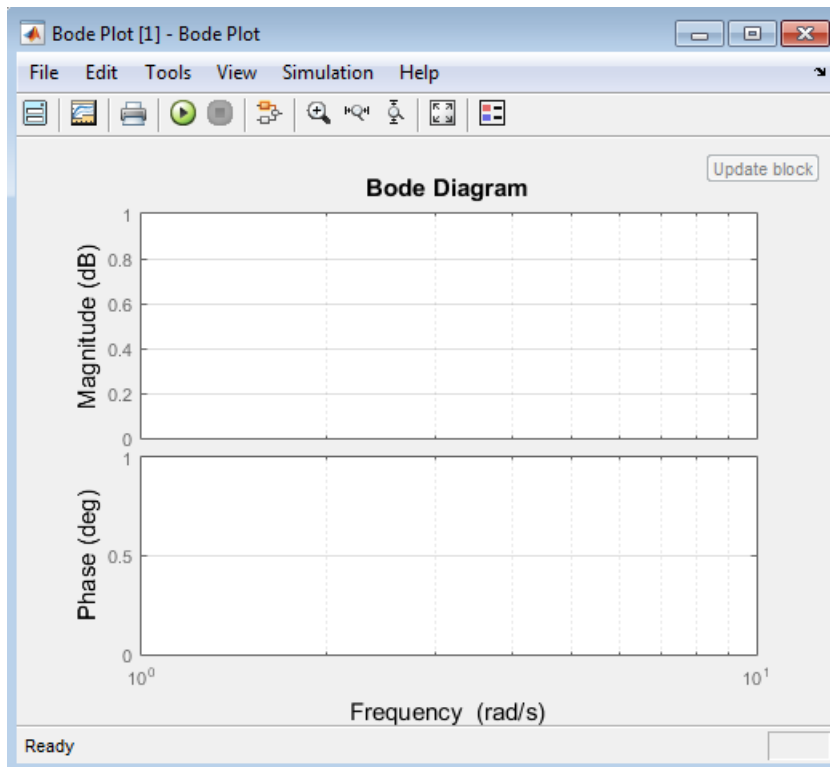 Bode Plot [1] - Bode Plot
File Edit Tools View Simulation Help
Update block
Bode Diagram
Magnitude (dB)
1
0.8
0.6
0.4
0.2
0
Phase (deg)
1
0.5
0
10⁰ 10¹
Frequency (rad/s)
Ready